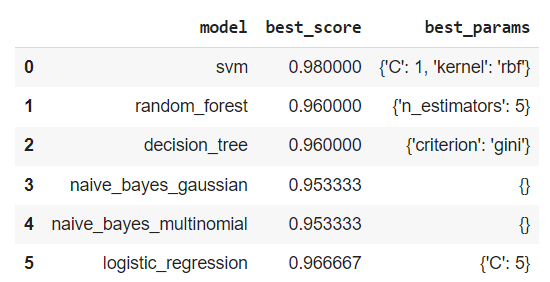 model best_score best_params
0 svm 0.980000 {'C': 1, 'kernel': 'rbf'}
1 random_forest 0.960000 {'n_estimators': 5}
2 decision_tree 0.960000 {'criterion': 'gini'}
3 naive_bayes_gaussian 0.953333 {}
4 naive_bayes_multinomial 0.953333 {}
5 logistic_regression 0.966667 {'C': 5}